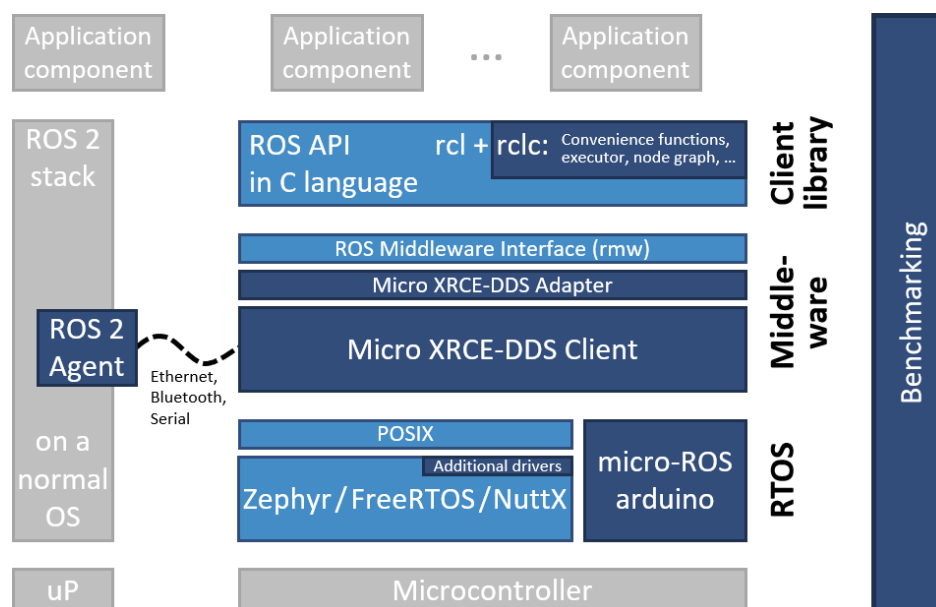 Application
component
Application
component
...
Application
component
ROS 2
stack
on a
normal
OS
ROS 2
Agent
Ethernet,
Bluetooth,
Serial
uP
ROS API
in C language
rcl + rclc:
Convenience functions,
executor, node graph, ...
Client
library
ROS Middleware Interface (rmw)
Micro XRCE-DDS Adapter
Micro XRCE-DDS Client
Middle-
ware
POSIX
Additional drivers
Zephyr/FreeRTOS/NuttX
micro-ROS
arduino
RTOS
Microcontroller
Benchmarking